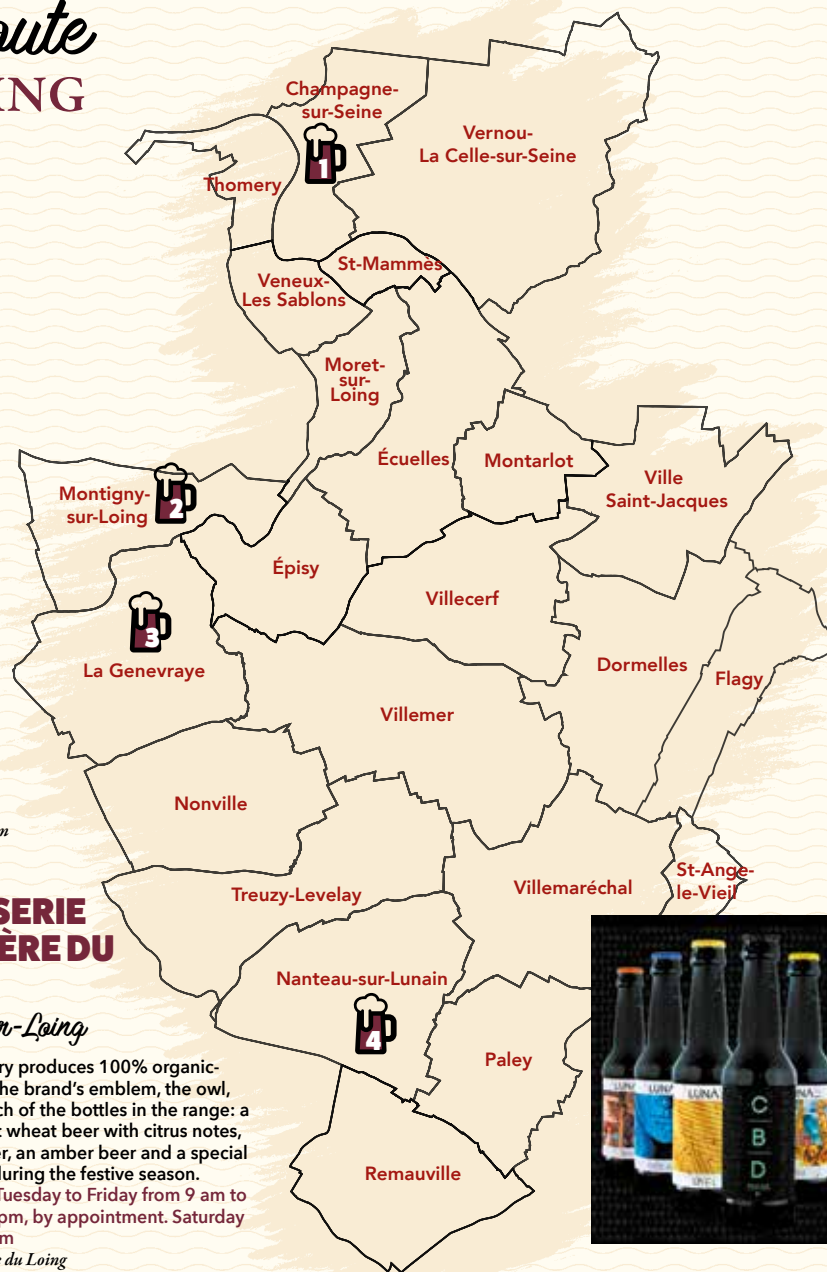 oute
ING
Champagne-
sur-Seine
Vernou-
La Celle-sur-Seine
1
Thomery
St-Mammès
Veneux-
Les Sablons
Moret-
sur-
Loing
Écuelles
Montarlot
Ville
Saint-Jacques
Montigny-
sur-Loing
2
Épisy
Villecerf
3
La Genevraye
Dormelles
Flagy
Villemer
Nonville
n
Treuzy-Levelay
Villemaréchal
St-Ange-
le-Vieil
SERIE
ÈRE DU
Nanteau-sur-Lunain
4
r-Loing
Paley
ry produces 100% organic-
he brand's emblem, the owl,
ch of the bottles in the range: a
t wheat beer with citrus notes,
er, an amber beer and a special
during the festive season.
Tuesday to Friday from 9 am to
pm, by appointment. Saturday
m
e du Loing
Remauville
LUNA
LUNA
LUNA
C
B
D